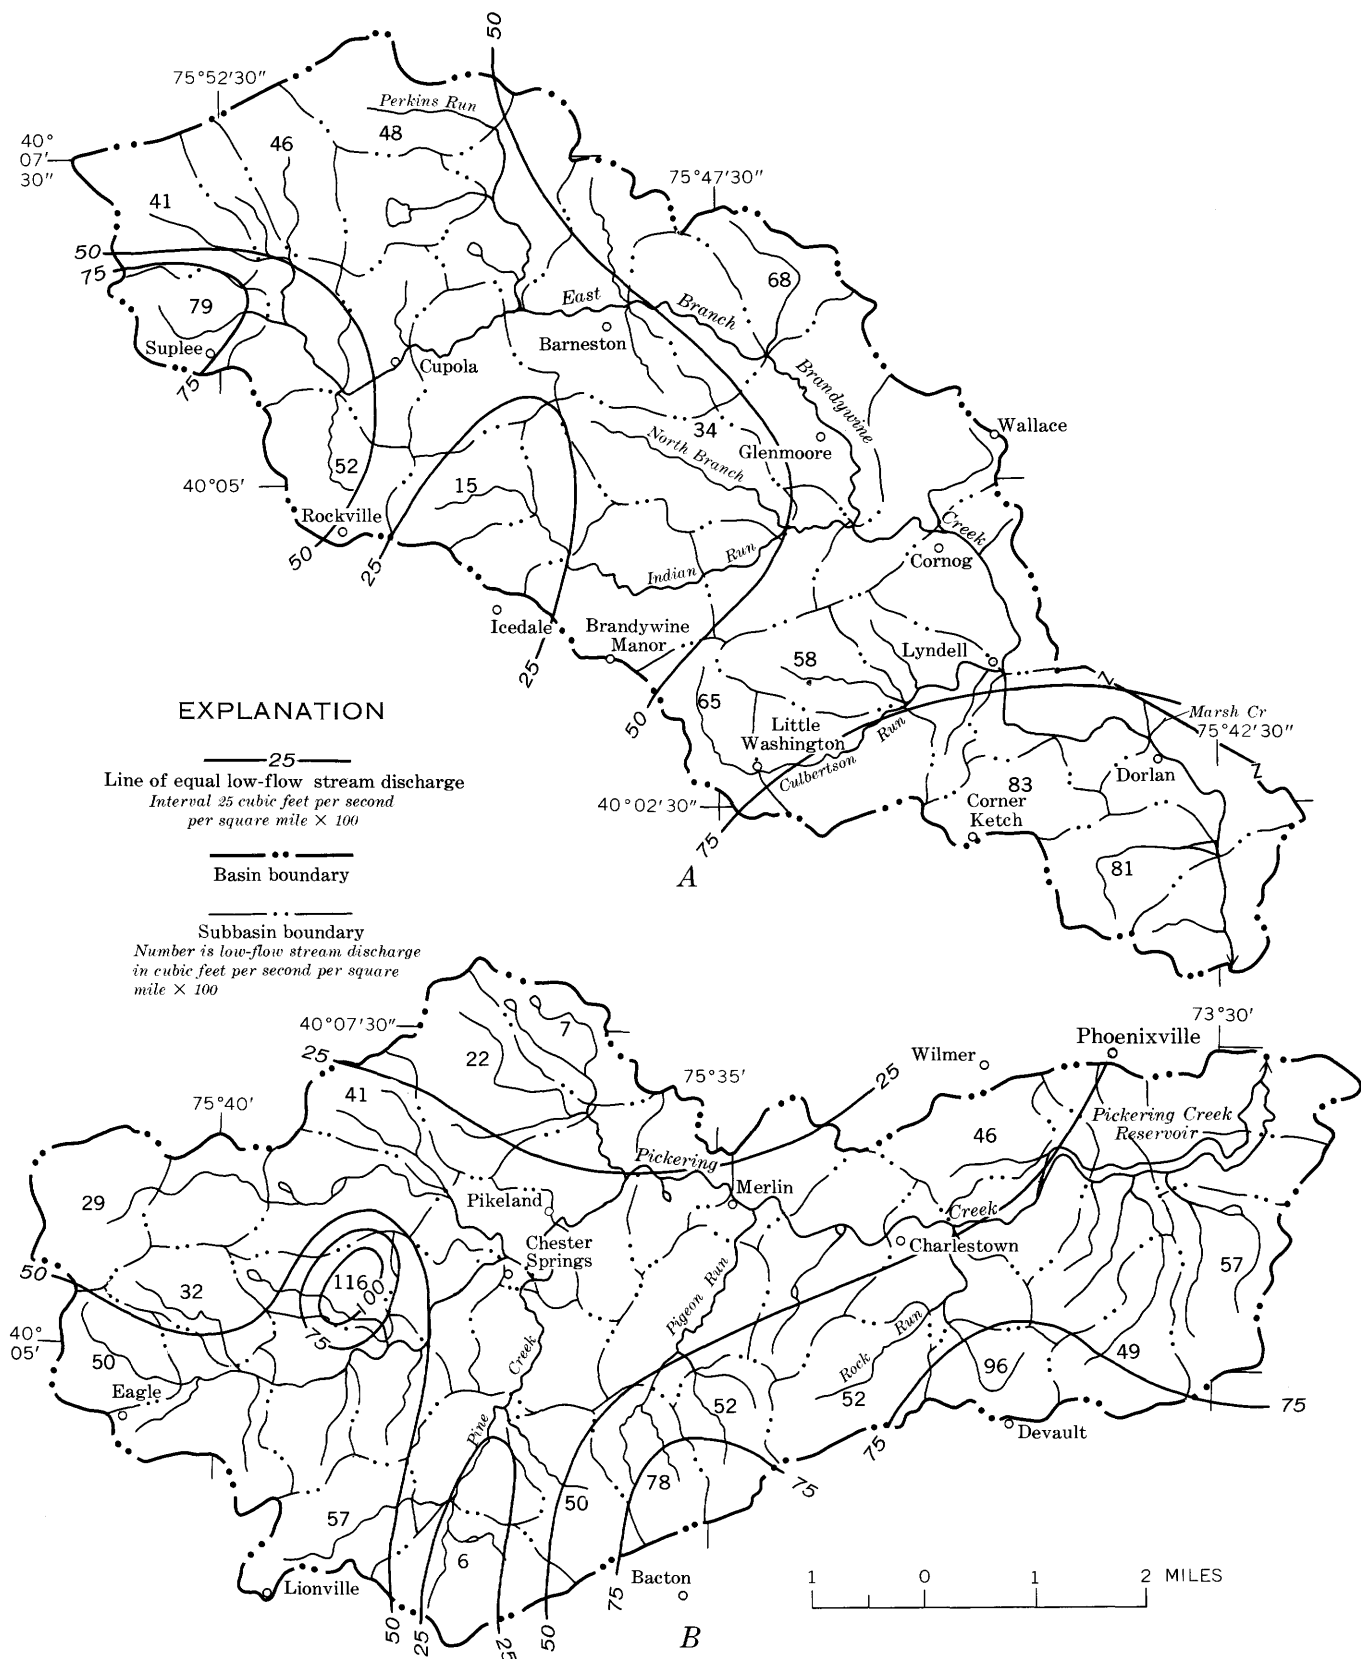 50
75°52'30"
Perkins Run
40°
07'
30"
46
48
75°47'30"
41
50
75
79
68
East
Branch
Suplee
Barneston
Cupola
75
Brandywine
34
Wallace
North Branch
Glenmoore
52
40°05'
15
Rockville
Creek
50
25
Indian
Run
Cornog
Icedale
Brandywine
Manor
Lyndell
25
58
65
50
EXPLANATION
25
Line of equal low-flow stream discharge
Interval 25 cubic feet per second
per square mile × 100
Basin boundary
Subbasin boundary
Number is low-flow stream discharge
in cubic feet per second per square
mile × 100
Little
Washington
Run
Culbertson
Marsh Cr
75°42'30"
Dorlan
83
Corner
Ketch
40°02'30"
75
A
81
40°07'30"
7
73°30'
25
22
75°35'
Wilmer
Phoenixville
25
75°40'
41
Pickering Creek
Reservoir
46
Pickering
29
Pikeland
Merlin
Creek
Chester
Springs
Charlestown
57
50
116
100
32
75
Pigeon Run
40°
05'
50
Creek
Rock
Run
49
96
Eagle
52
52
75
Pine
Devault
75
78
75
50
57
6
Lionville
Bacton
1 0 1 2 MILES
75
50
25
25
50
B